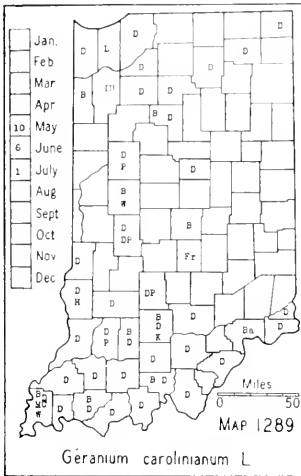 Jan.
Feb
Mar
Apr
10 May
6 June
1 July
Aug
Sept
Oct
Nov
Dec
D L D D D
D D D
B D D
B D
D P D
B W
D DP B
Fr
D
D H D DP D
B D K D Ba D
D D P B D D D
D D B D D
B D W D B D D D
D D
Miles
0 50
MAP 1289
Geranium carolinianum L